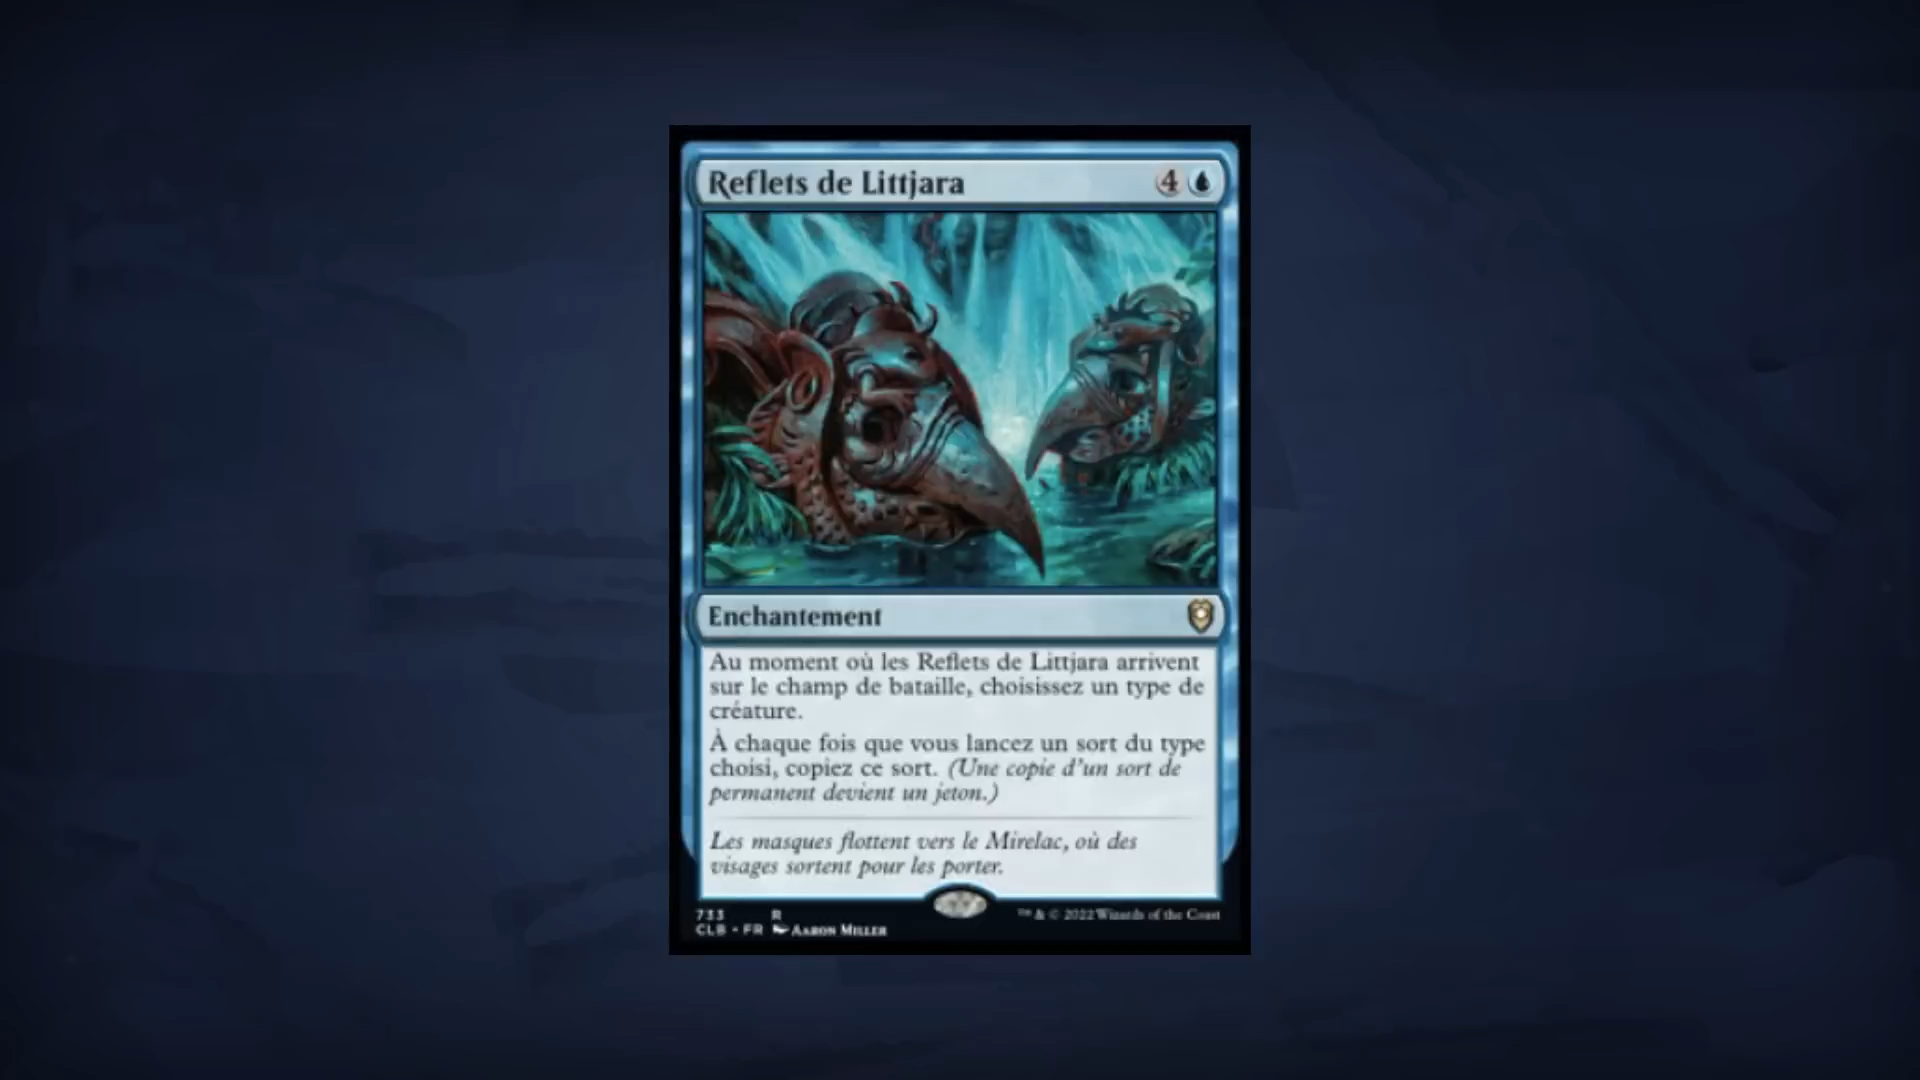 Reflets de Littjara
4
Enchantement
Au moment où les Reflets de Littjara arrivent
sur le champ de bataille, choisissez un type de
créature.
À chaque fois que vous lancez un sort du type
choisi, copiez ce sort. (Une copie d'un sort de
permanent devient un jeton.)
Les masques flottent vers le Mirelac, où des
visages sortent pour les porter.
733 R
™ & © 2022 Wizards of the Coast
CLB • FR Aaron Miller